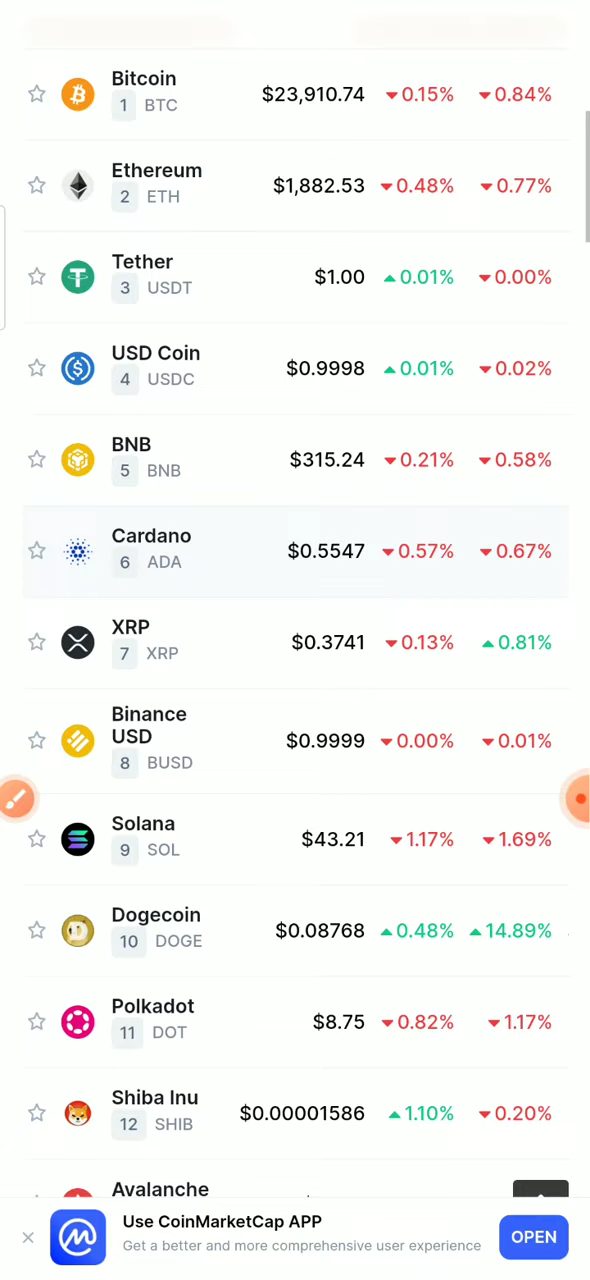 Bitcoin
$23,910.74 0.15% 0.84%
1 BTC
Ethereum
$1,882.53 0.48% 0.77%
2 ETH
Tether
$1.00 0.01% 0.00%
3 USDT
USD Coin
$0.9998 0.01% 0.02%
4 USDC
BNB
$315.24 0.21% 0.58%
5 BNB
Cardano
$0.5547 0.57% 0.67%
6 ADA
XRP
$0.3741 0.13% 0.81%
7 XRP
Binance
USD
$0.9999 0.00% 0.01%
8 BUSD
Solana
$43.21 1.17% 1.69%
9 SOL
Dogecoin
$0.08768 0.48% 14.89%
10 DOGE
Polkadot
$8.75 0.82% 1.17%
11 DOT
Shiba Inu
$0.00001586 1.10% 0.20%
12 SHIB
Avalanche
Use CoinMarketCap APP
Get a better and more comprehensive user experience
OPEN